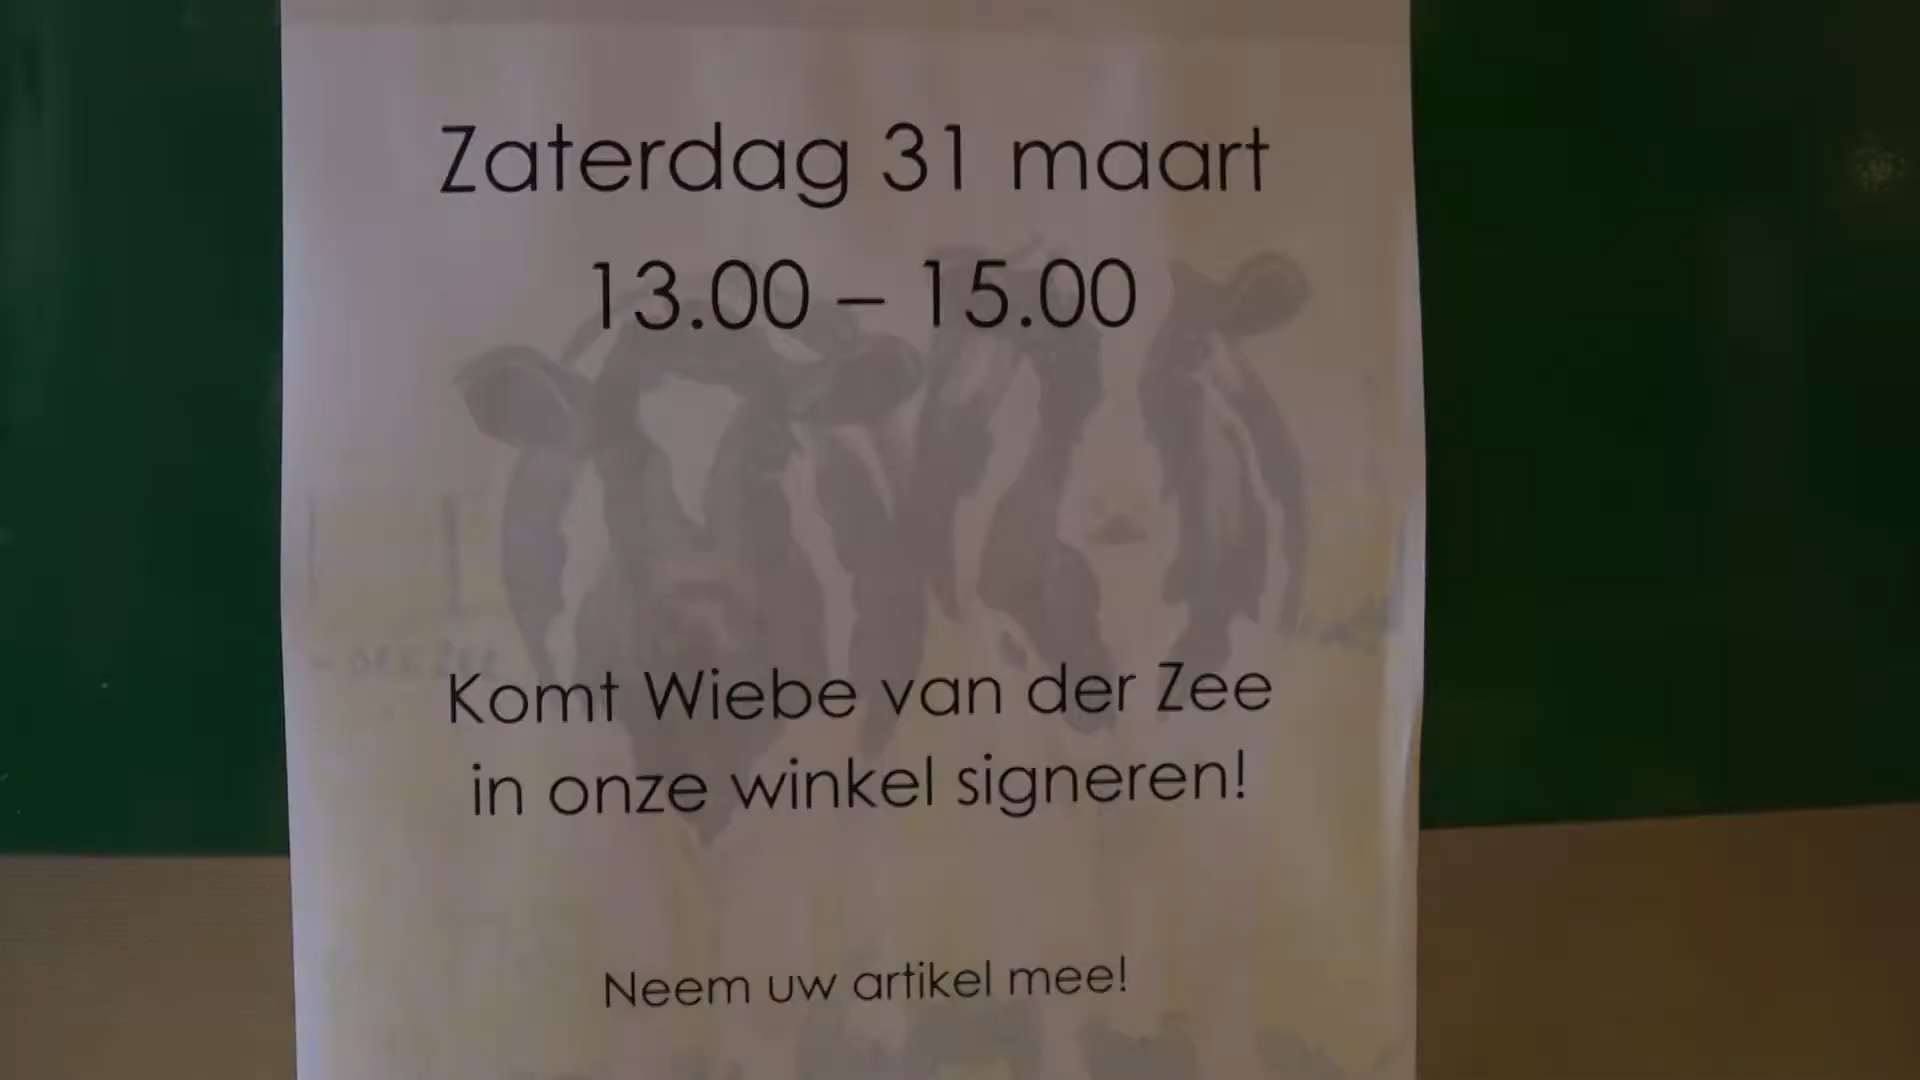 Zaterdag 31 maart
13.00 – 15.00
Komt Wiebe van der Zee
in onze winkel signeren!
Neem uw artikel mee!